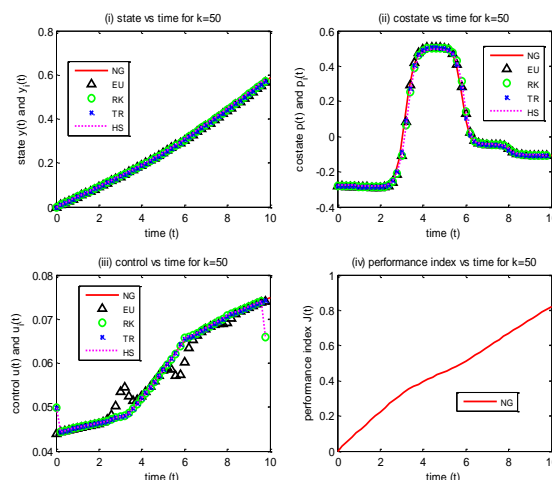 (i) state vs time for k=50
state y(t) and y_i(t)
0.8
0.6
0.4
0.2
0
NG
EU
RK
TR
HS
0 2 4 6 8 10
time (t)
(ii) costate vs time for k=50
costate p(t) and p_i(t)
0.6
0.4
0.2
0
-0.2
-0.4
NG
EU
RK
TR
HS
0 2 4 6 8 10
time (t)
(iii) control vs time for k=50
control u(t) and u_i(t)
0.08
0.07
0.06
0.05
0.04
NG
EU
RK
TR
HS
0 2 4 6 8 10
time (t)
(iv) performance index vs time for k=50
performance index J(t)
1
0.8
0.6
0.4
0.2
0
NG
0 2 4 6 8 10
time (t)